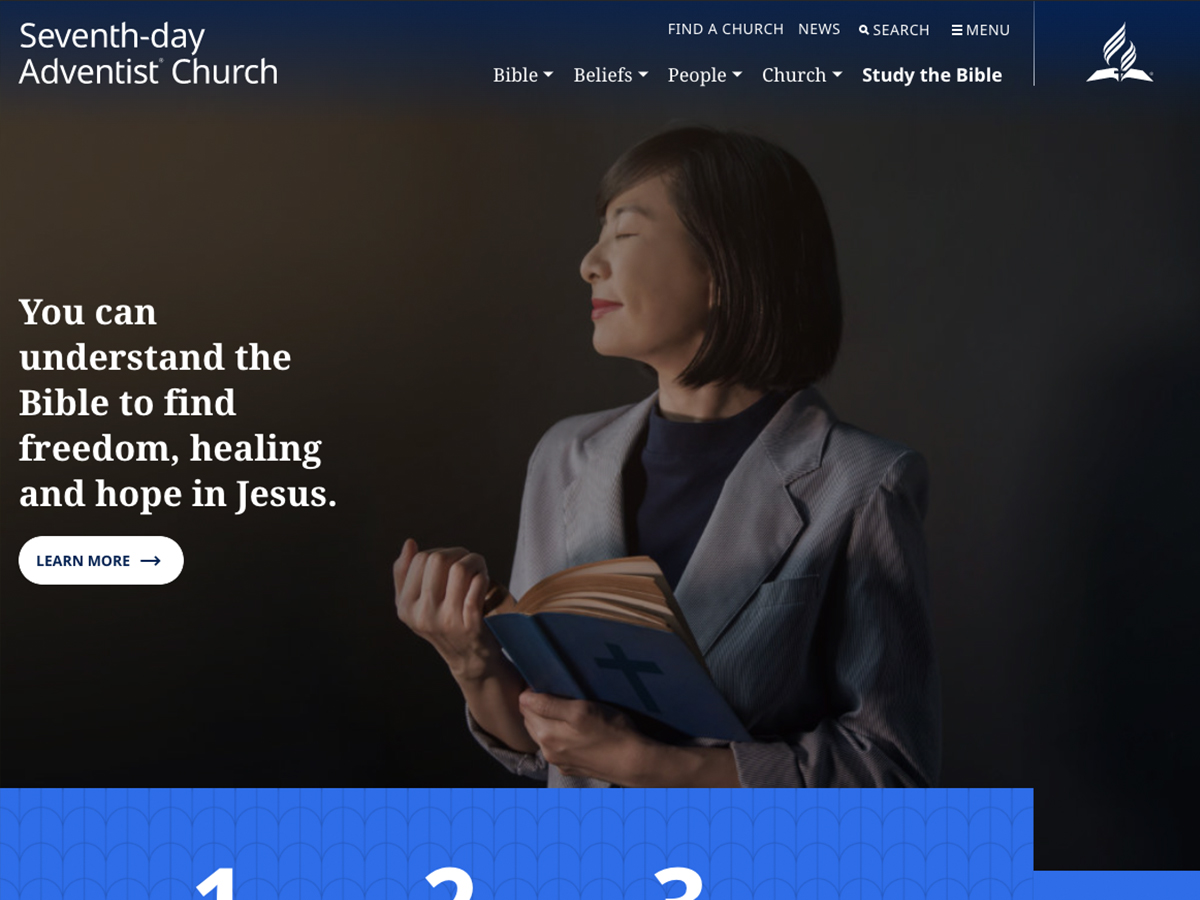 Seventh-day
Adventist® Church
FIND A CHURCH NEWS SEARCH MENU
Bible Beliefs People Church Study the Bible
You can
understand the
Bible to find
freedom, healing
and hope in Jesus.
LEARN MORE
1 2 3